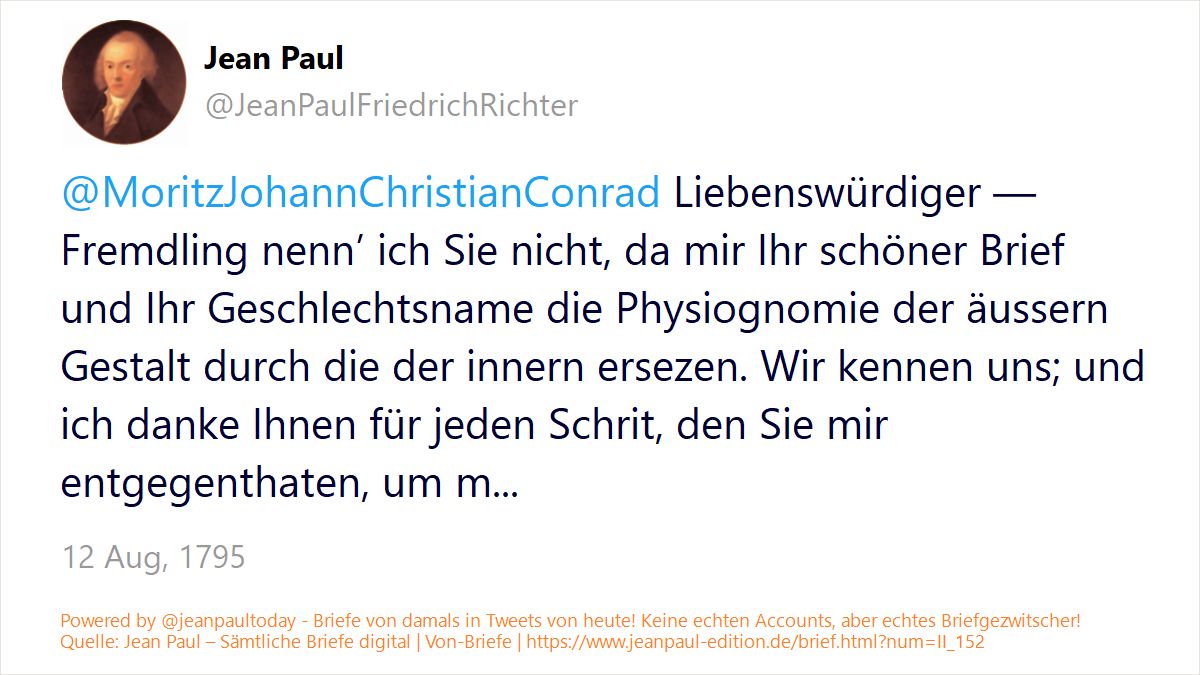 Jean Paul
@JeanPaulFriedrichRichter
@MoritzJohannChristianConrad Liebenswürdiger —
Fremdling nenn’ ich Sie nicht, da mir Ihr schöner Brief
und Ihr Geschlechtsname die Physiognomie der äussern
Gestalt durch die der innern ersezen. Wir kennen uns; und
ich danke Ihnen für jeden Schrit, den Sie mir
entgegenthaten, um m...
12 Aug, 1795
Powered by @jeanpaultoday - Briefe von damals in Tweets von heute! Keine echten Accounts, aber echtes Briefgezwitscher!
Quelle: Jean Paul – Sämtliche Briefe digital | Von-Briefe | https://www.jeanpaul-edition.de/brief.html?num=II_152